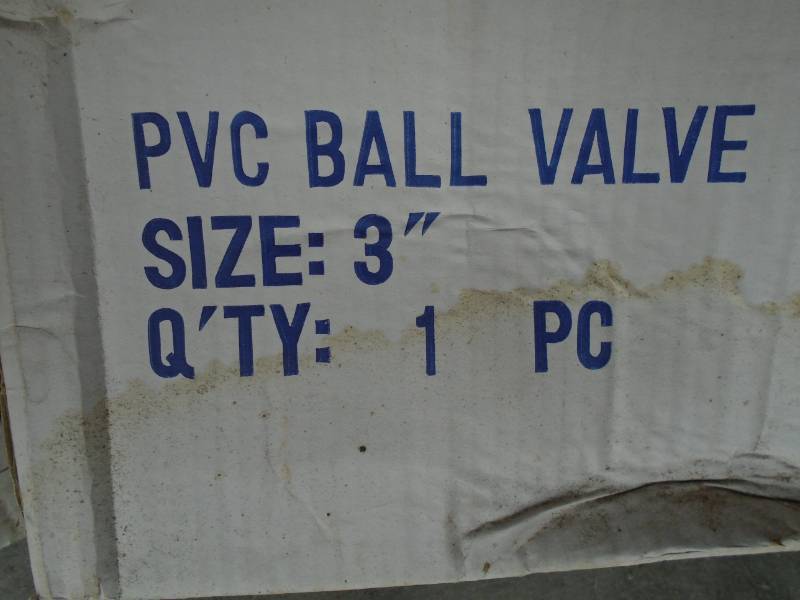 PVC BALL VALVE
SIZE: 3"
Q'TY: 1 PC